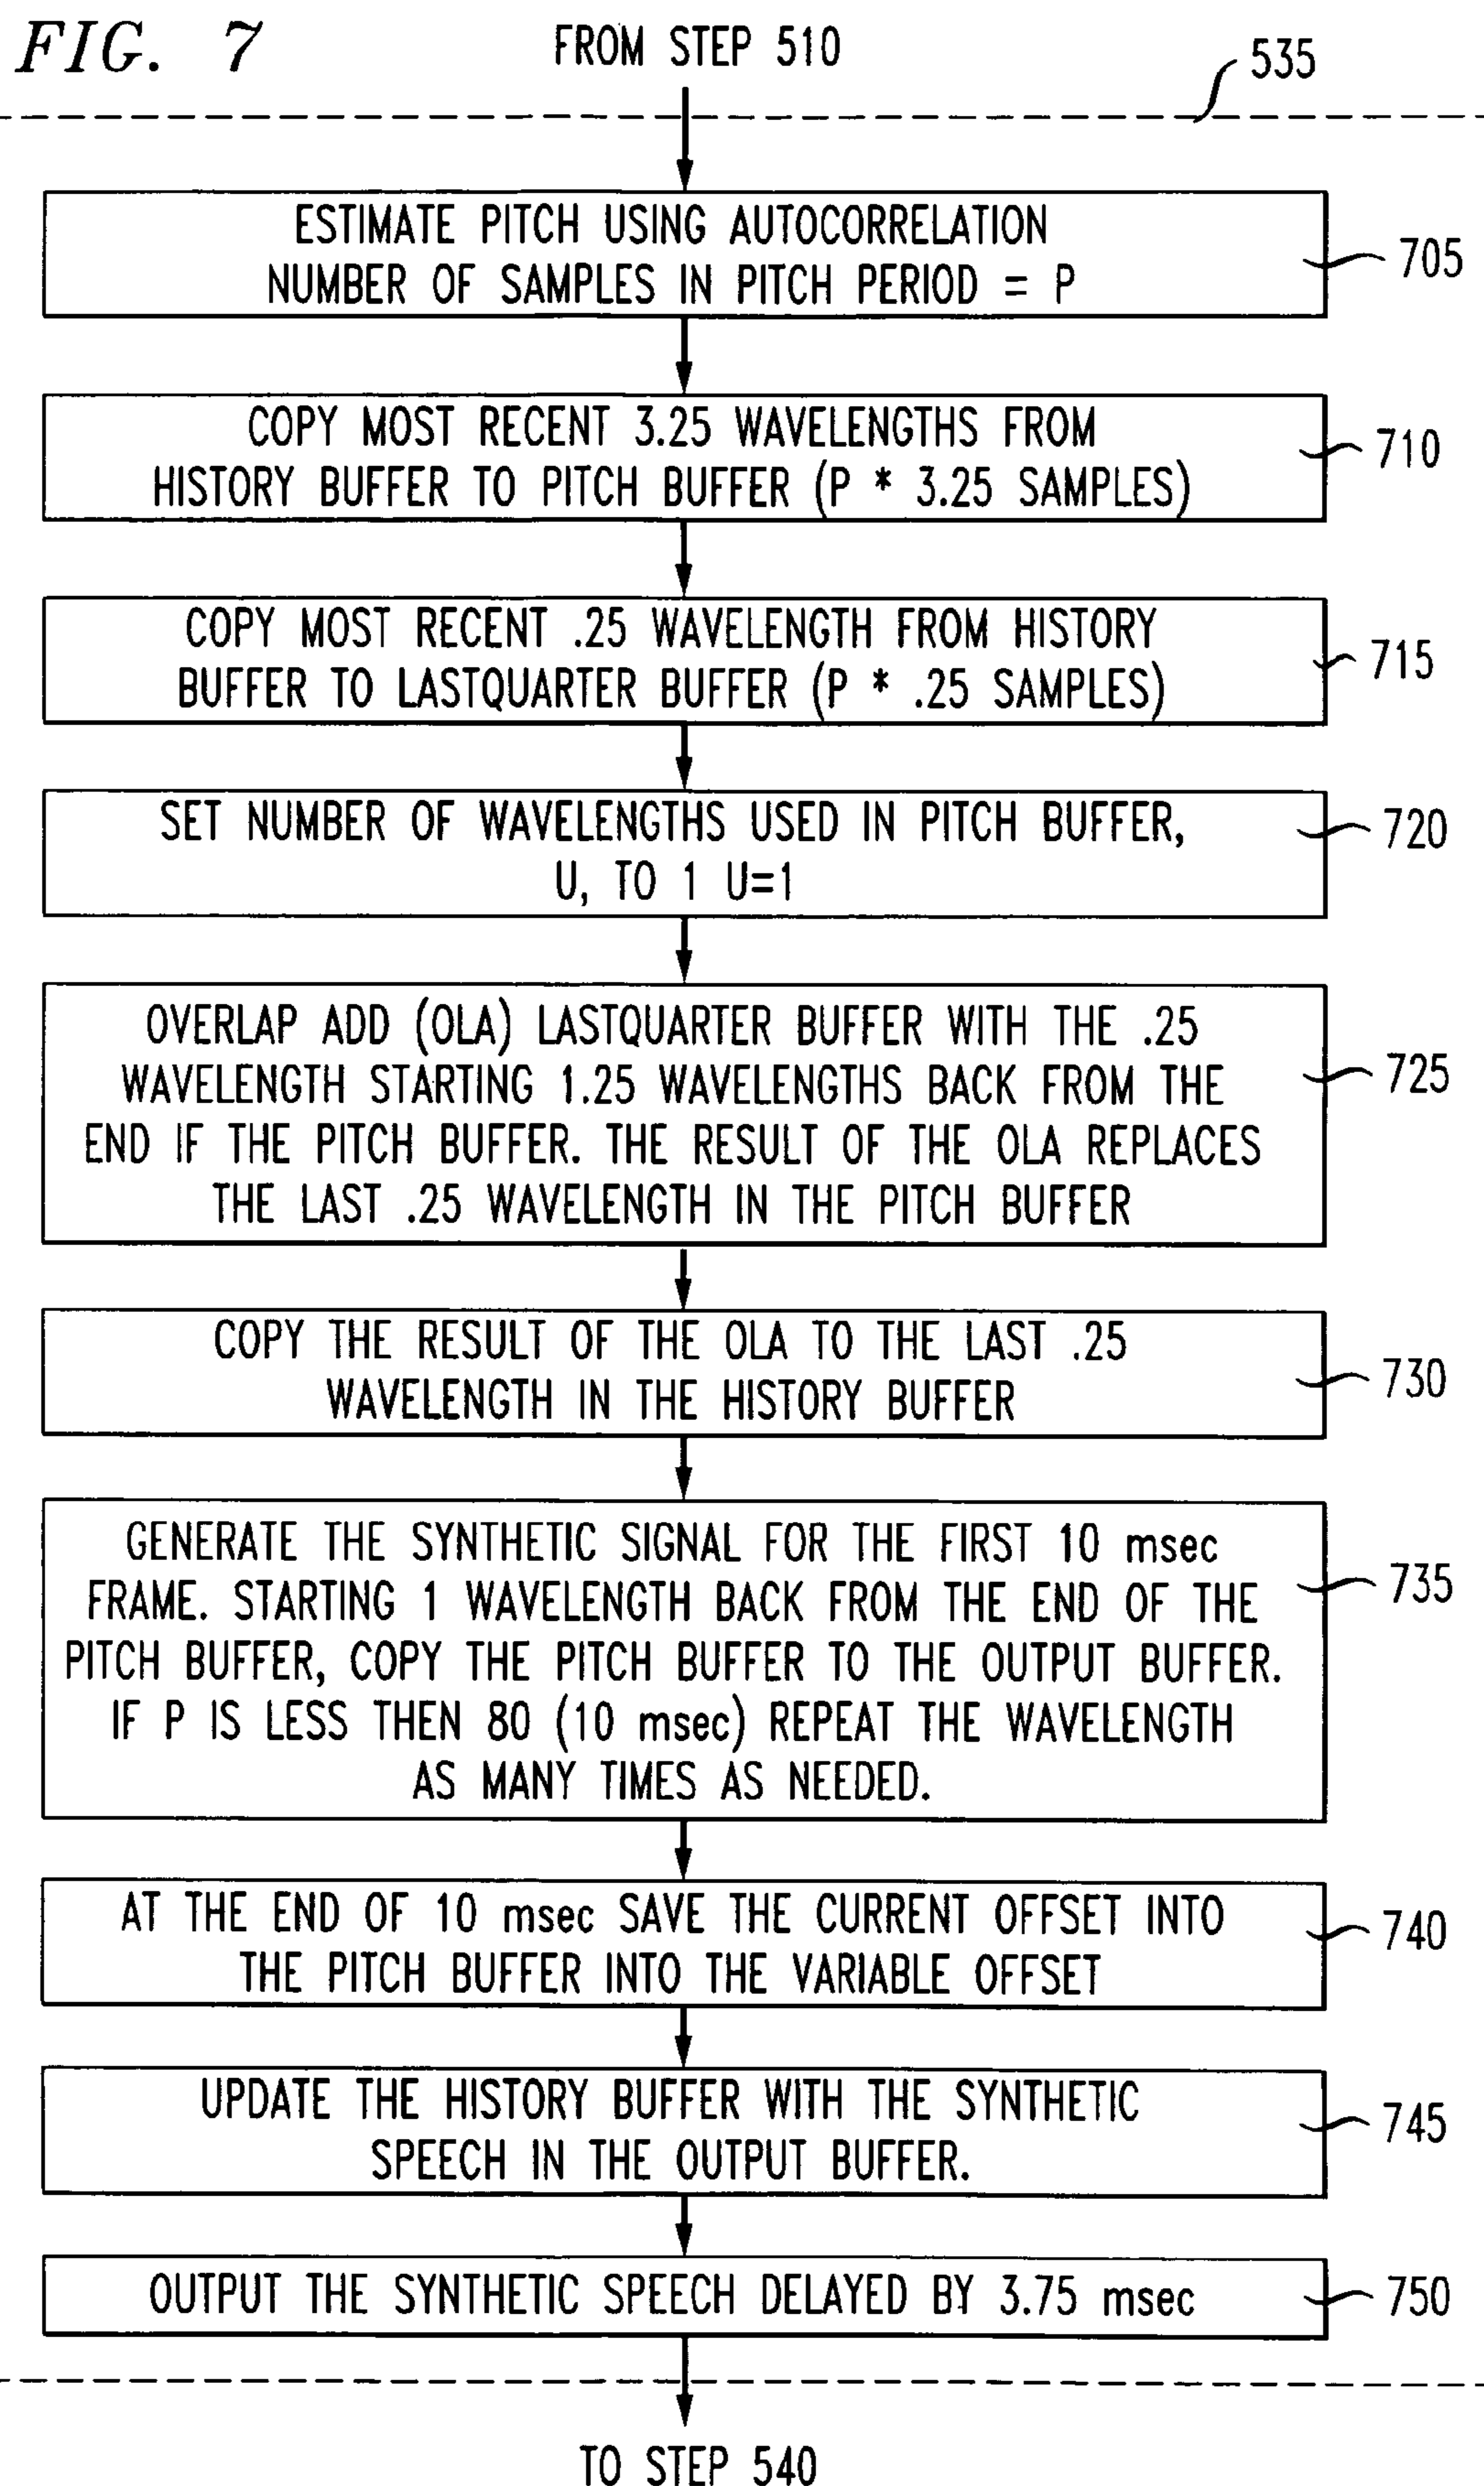 FIG. 7
FROM STEP 510
535
ESTIMATE PITCH USING AUTOCORRELATION
NUMBER OF SAMPLES IN PITCH PERIOD = P
705
COPY MOST RECENT 3.25 WAVELENGTHS FROM
HISTORY BUFFER TO PITCH BUFFER (P * 3.25 SAMPLES)
710
COPY MOST RECENT .25 WAVELENGTH FROM HISTORY
BUFFER TO LASTQUARTER BUFFER (P * .25 SAMPLES)
715
SET NUMBER OF WAVELENGTHS USED IN PITCH BUFFER,
U, TO 1 U=1
720
OVERLAP ADD (OLA) LASTQUARTER BUFFER WITH THE .25
WAVELENGTH STARTING 1.25 WAVELENGTHS BACK FROM THE
END IF THE PITCH BUFFER. THE RESULT OF THE OLA REPLACES
THE LAST .25 WAVELENGTH IN THE PITCH BUFFER
725
COPY THE RESULT OF THE OLA TO THE LAST .25
WAVELENGTH IN THE HISTORY BUFFER
730
GENERATE THE SYNTHETIC SIGNAL FOR THE FIRST 10 msec
FRAME. STARTING 1 WAVELENGTH BACK FROM THE END OF THE
PITCH BUFFER, COPY THE PITCH BUFFER TO THE OUTPUT BUFFER.
IF P IS LESS THEN 80 (10 msec) REPEAT THE WAVELENGTH
AS MANY TIMES AS NEEDED.
735
AT THE END OF 10 msec SAVE THE CURRENT OFFSET INTO
THE PITCH BUFFER INTO THE VARIABLE OFFSET
740
UPDATE THE HISTORY BUFFER WITH THE SYNTHETIC
SPEECH IN THE OUTPUT BUFFER.
745
OUTPUT THE SYNTHETIC SPEECH DELAYED BY 3.75 msec
750
TO STEP 540